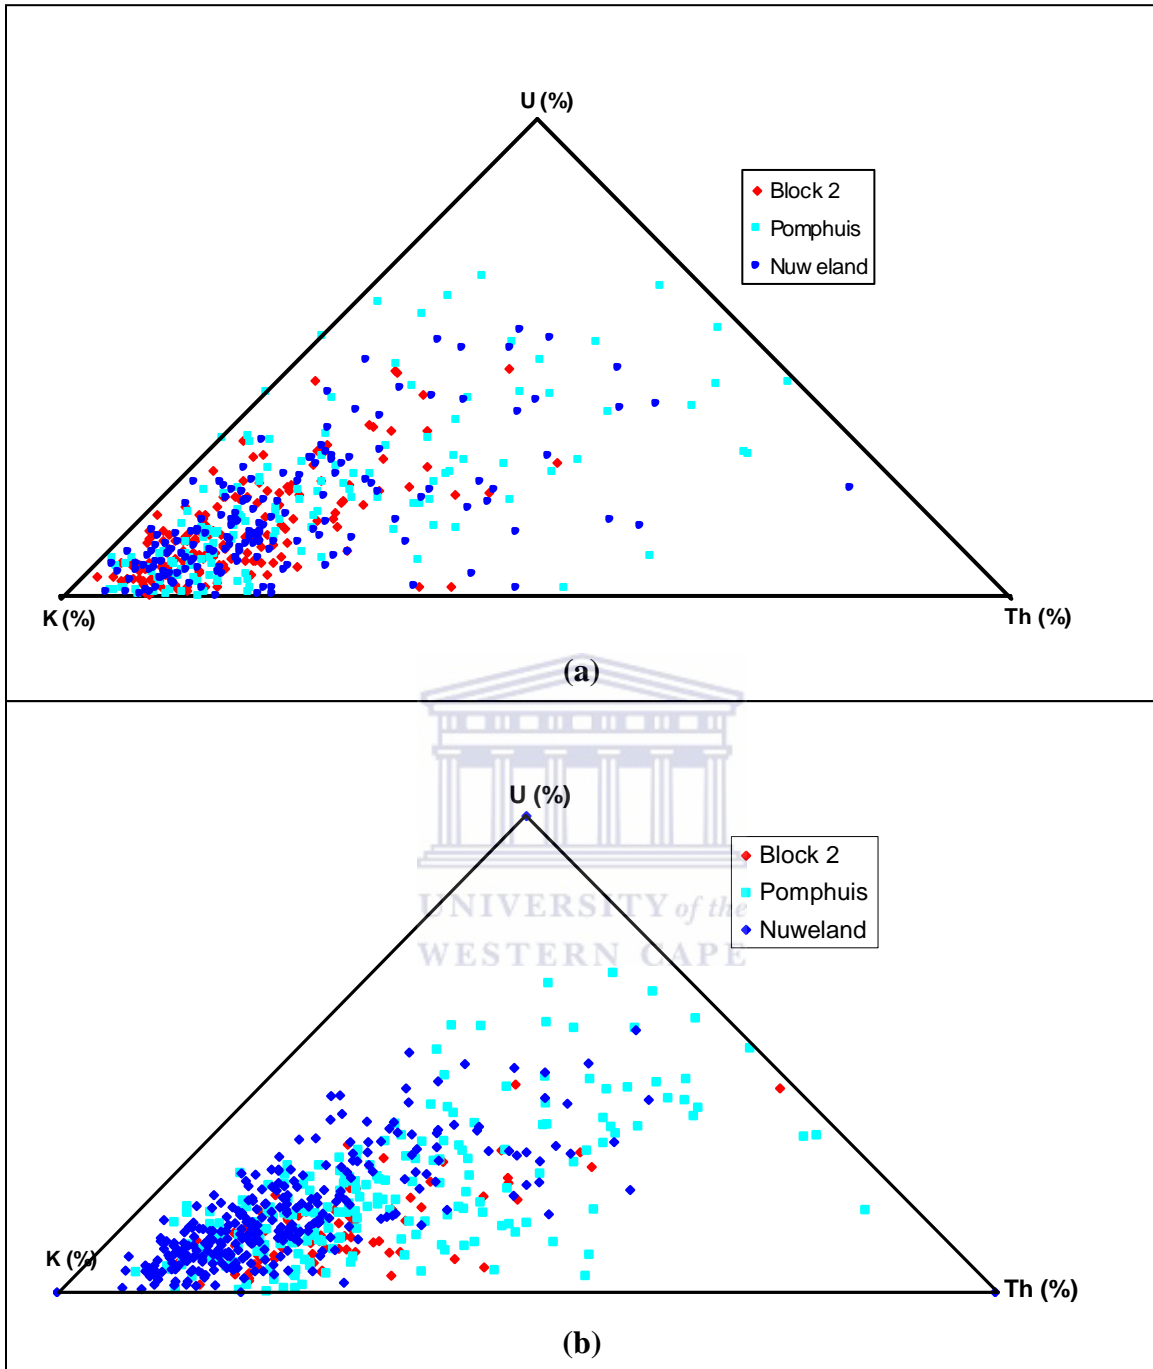 U (%)
Block 2
Pomphuis
Nuw eland
K (%)
Th (%)
(a)
U (%)
Block 2
Pomphuis
Nuweland
UNIVERSITY of the
WESTERN CAPE
K (%)
Th (%)
(b)